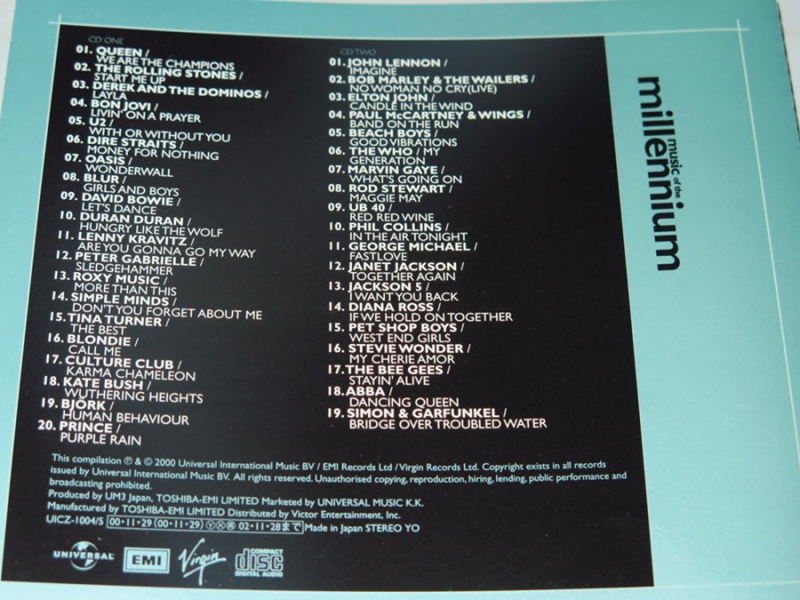 CD ONE
01. QUEEN /
WE ARE THE CHAMPIONS
02. THE ROLLING STONES /
START ME UP
03. DEREK AND THE DOMINOS /
LAYLA
04. BON JOVI /
LIVIN' ON A PRAYER
05. U2 /
WITH OR WITHOUT YOU
06. DIRE STRAITS /
MONEY FOR NOTHING
07. OASIS /
WONDERWALL
08. BLUR /
GIRLS AND BOYS
09. DAVID BOWIE /
LET'S DANCE
10. DURAN DURAN /
HUNGRY LIKE THE WOLF
11. LENNY KRAVITZ /
ARE YOU GONNA GO MY WAY
12. PETER GABRIELLE /
SLEDGEHAMMER
13. ROXY MUSIC /
MORE THAN THIS
14. SIMPLE MINDS /
DON'T YOU FORGET ABOUT ME
15. TINA TURNER /
THE BEST
16. BLONDIE /
CALL ME
17. CULTURE CLUB /
KARMA CHAMELEON
18. KATE BUSH /
WUTHERING HEIGHTS
19. BJÖRK /
HUMAN BEHAVIOUR
20. PRINCE /
PURPLE RAIN
CD TWO
01. JOHN LENNON /
IMAGINE
02. BOB MARLEY & THE WAILERS /
NO WOMAN NO CRY(LIVE)
03. ELTON JOHN /
CANDLE IN THE WIND
04. PAUL McCARTNEY & WINGS /
BAND ON THE RUN
05. BEACH BOYS /
GOOD VIBRATIONS
06. THE WHO / MY
GENERATION
07. MARVIN GAYE /
WHAT'S GOING ON
08. ROD STEWART /
MAGGIE MAY
09. UB 40 /
RED RED WINE
10. PHIL COLLINS /
IN THE AIR TONIGHT
11. GEORGE MICHAEL /
FASTLOVE
12. JANET JACKSON /
TOGETHER AGAIN
13. JACKSON 5 /
I WANT YOU BACK
14. DIANA ROSS /
IF WE HOLD ON TOGETHER
15. PET SHOP BOYS /
WEST END GIRLS
16. STEVIE WONDER /
MY CHERIE AMOR
17. THE BEE GEES /
STAYIN' ALIVE
18. ABBA /
DANCING QUEEN
19. SIMON & GARFUNKEL /
BRIDGE OVER TROUBLED WATER
music of the
millennium
This compilation ℗ & © 2000 Universal International Music BV / EMI Records Ltd / Virgin Records Ltd. Copyright exists in all records
issued by Universal International Music BV. All rights reserved. Unauthorised copying, reproduction, hiring, lending, public performance and
broadcasting prohibited.
Produced by UM3 Japan, TOSHIBA-EMI LIMITED Marketed by UNIVERSAL MUSIC K.K.
Manufactured by TOSHIBA-EMI LIMITED Distributed by Victor Entertainment, Inc.
UICZ-1004/5 00・11・29 (00・11・29) 02・11・28まで Made in Japan STEREO YO
UNIVERSAL EMI Virgin COMPACT disc DIGITAL AUDIO